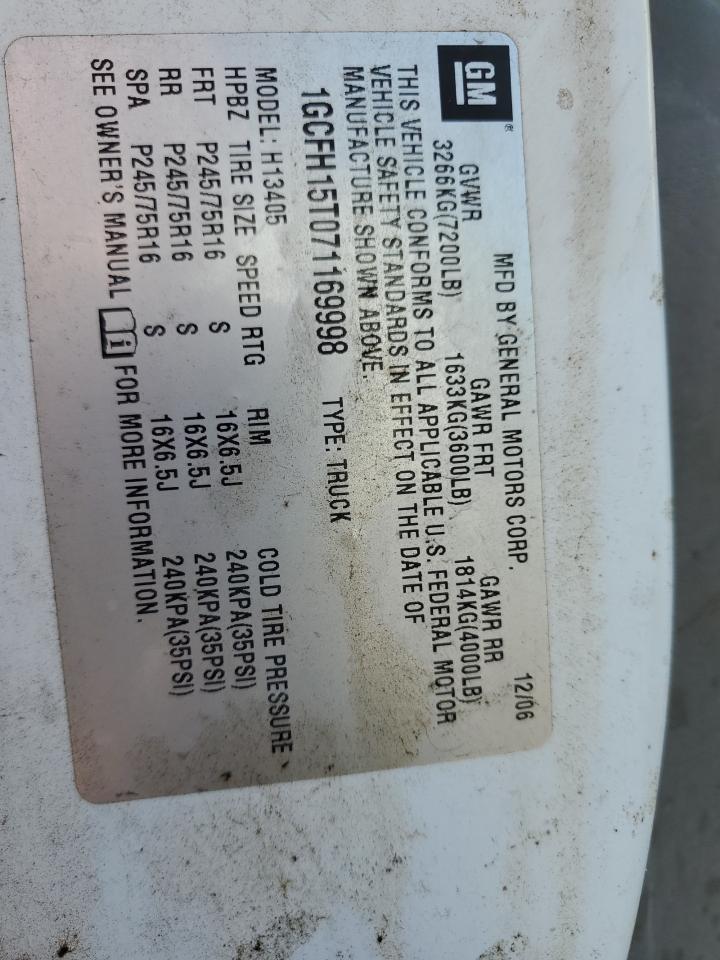 GM®
MFD BY GENERAL MOTORS CORP. 12/06
GVWR GAWR FRT GAWR RR
3266KG(7200LB) 1633KG(3600LB) 1814KG(4000LB)
THIS VEHICLE CONFORMS TO ALL APPLICABLE U.S. FEDERAL MOTOR
VEHICLE SAFETY STANDARDS IN EFFECT ON THE DATE OF
MANUFACTURE SHOWN ABOVE.
1GCFH15T071169998 TYPE: TRUCK
MODEL: H13405
HPBZ TIRE SIZE SPEED RTG RIM COLD TIRE PRESSURE
FRT P245/75R16 S 16X6.5J 240KPA(35PSI)
RR P245/75R16 S 16X6.5J 240KPA(35PSI)
SPA P245/75R16 S 16X6.5J 240KPA(35PSI)
SEE OWNER'S MANUAL i FOR MORE INFORMATION.